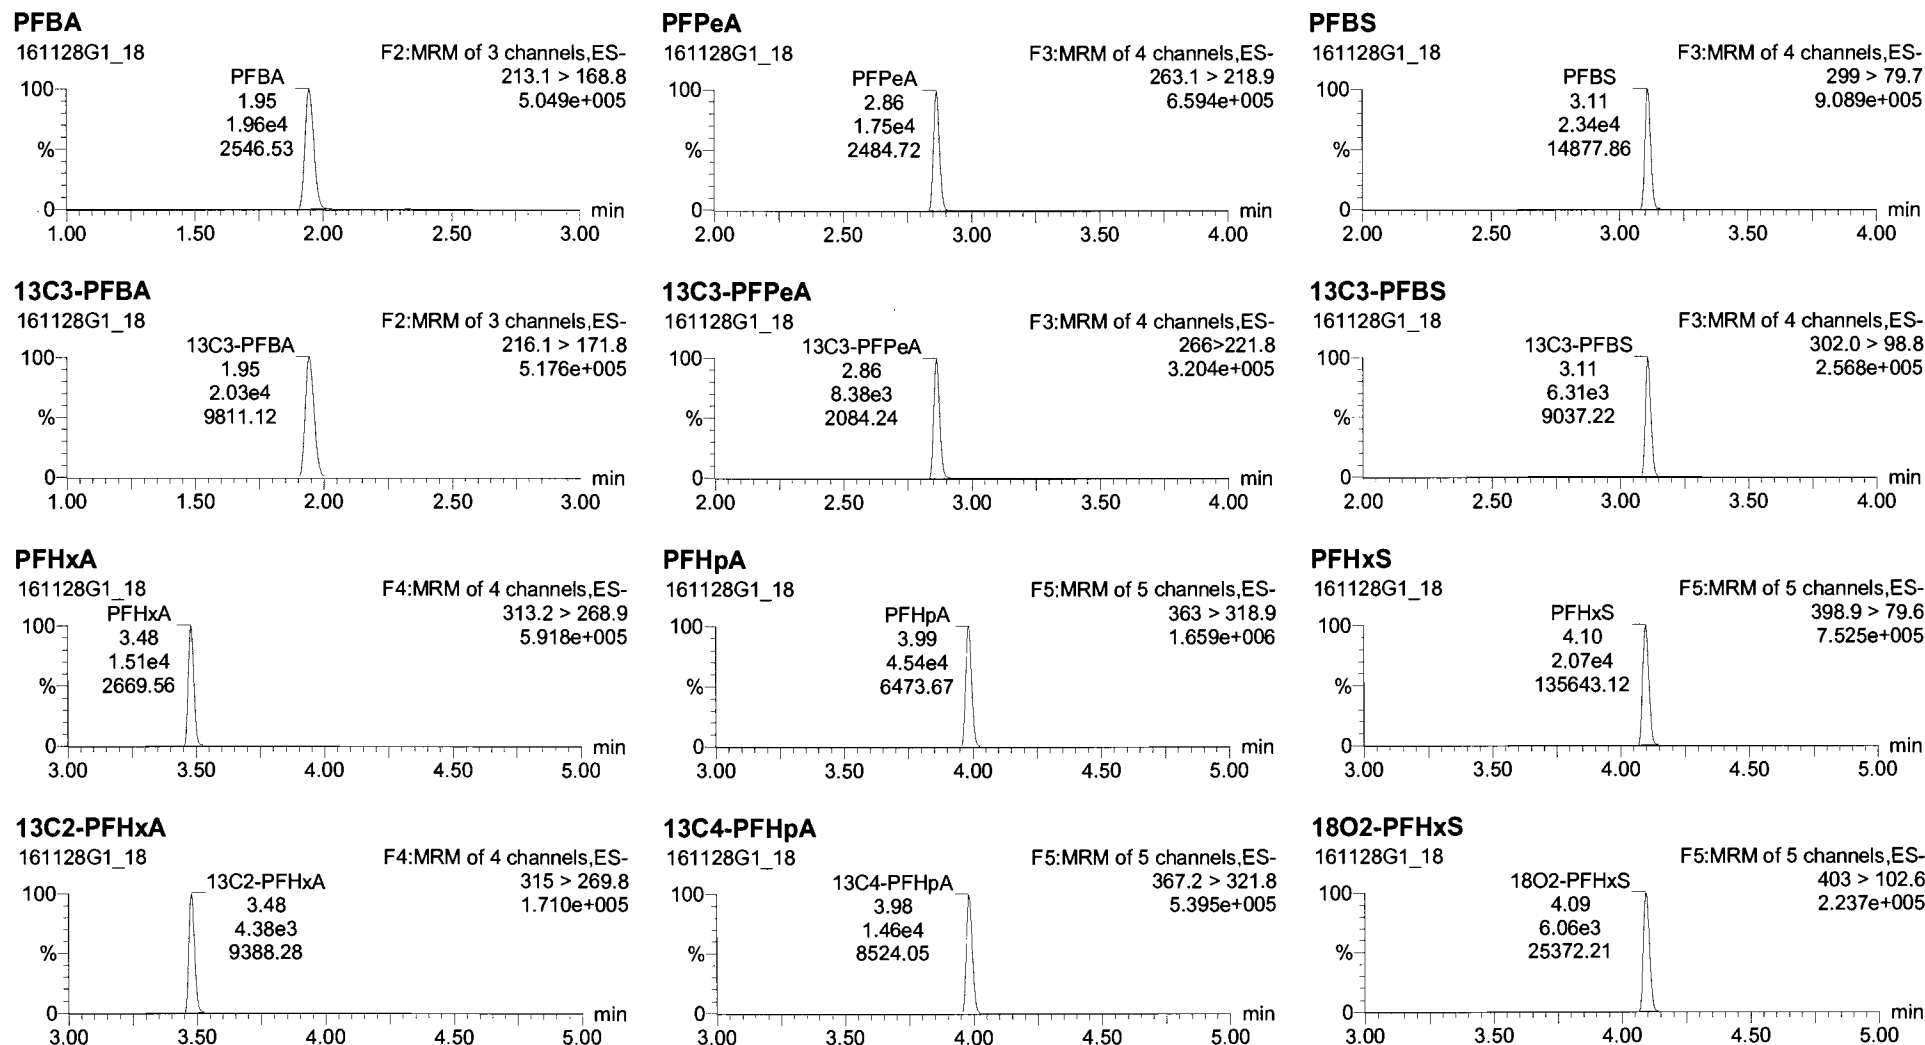 PFBA
161128G1_18
F2:MRM of 3 channels,ES-
213.1 > 168.8
5.049e+005
PFBA
1.95
1.96e4
2546.53
100
%
0
min
1.00 1.50 2.00 2.50 3.00
PFPeA
161128G1_18
F3:MRM of 4 channels,ES-
263.1 > 218.9
6.594e+005
PFPeA
2.86
1.75e4
2484.72
100
%
0
min
2.00 2.50 3.00 3.50 4.00
PFBS
161128G1_18
F3:MRM of 4 channels,ES-
299 > 79.7
9.089e+005
PFBS
3.11
2.34e4
14877.86
100
%
0
min
2.00 2.50 3.00 3.50 4.00
13C3-PFBA
161128G1_18
F2:MRM of 3 channels,ES-
216.1 > 171.8
5.176e+005
13C3-PFBA
1.95
2.03e4
9811.12
100
%
0
min
1.00 1.50 2.00 2.50 3.00
13C3-PFPeA
161128G1_18
F3:MRM of 4 channels,ES-
266>221.8
3.204e+005
13C3-PFPeA
2.86
8.38e3
2084.24
100
%
0
min
2.00 2.50 3.00 3.50 4.00
13C3-PFBS
161128G1_18
F3:MRM of 4 channels,ES-
302.0 > 98.8
2.568e+005
13C3-PFBS
3.11
6.31e3
9037.22
100
%
0
min
2.00 2.50 3.00 3.50 4.00
PFHxA
161128G1_18
F4:MRM of 4 channels,ES-
313.2 > 268.9
5.918e+005
PFHxA
3.48
1.51e4
2669.56
100
%
0
min
3.00 3.50 4.00 4.50 5.00
PFHpA
161128G1_18
F5:MRM of 5 channels,ES-
363 > 318.9
1.659e+006
PFHpA
3.99
4.54e4
6473.67
100
%
0
min
3.00 3.50 4.00 4.50 5.00
PFHxS
161128G1_18
F5:MRM of 5 channels,ES-
398.9 > 79.6
7.525e+005
PFHxS
4.10
2.07e4
135643.12
100
%
0
min
3.00 3.50 4.00 4.50 5.00
13C2-PFHxA
161128G1_18
F4:MRM of 4 channels,ES-
315 > 269.8
1.710e+005
13C2-PFHxA
3.48
4.38e3
9388.28
100
%
0
min
3.00 3.50 4.00 4.50 5.00
13C4-PFHpA
161128G1_18
F5:MRM of 5 channels,ES-
367.2 > 321.8
5.395e+005
13C4-PFHpA
3.98
1.46e4
8524.05
100
%
0
min
3.00 3.50 4.00 4.50 5.00
18O2-PFHxS
161128G1_18
F5:MRM of 5 channels,ES-
403 > 102.6
2.237e+005
18O2-PFHxS
4.09
6.06e3
25372.21
100
%
0
min
3.00 3.50 4.00 4.50 5.00